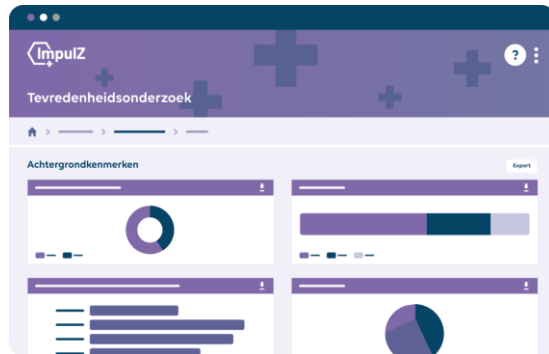 ImpulZ
?
Tevredenheidsonderzoek
Achtergrondkenmerken
Export